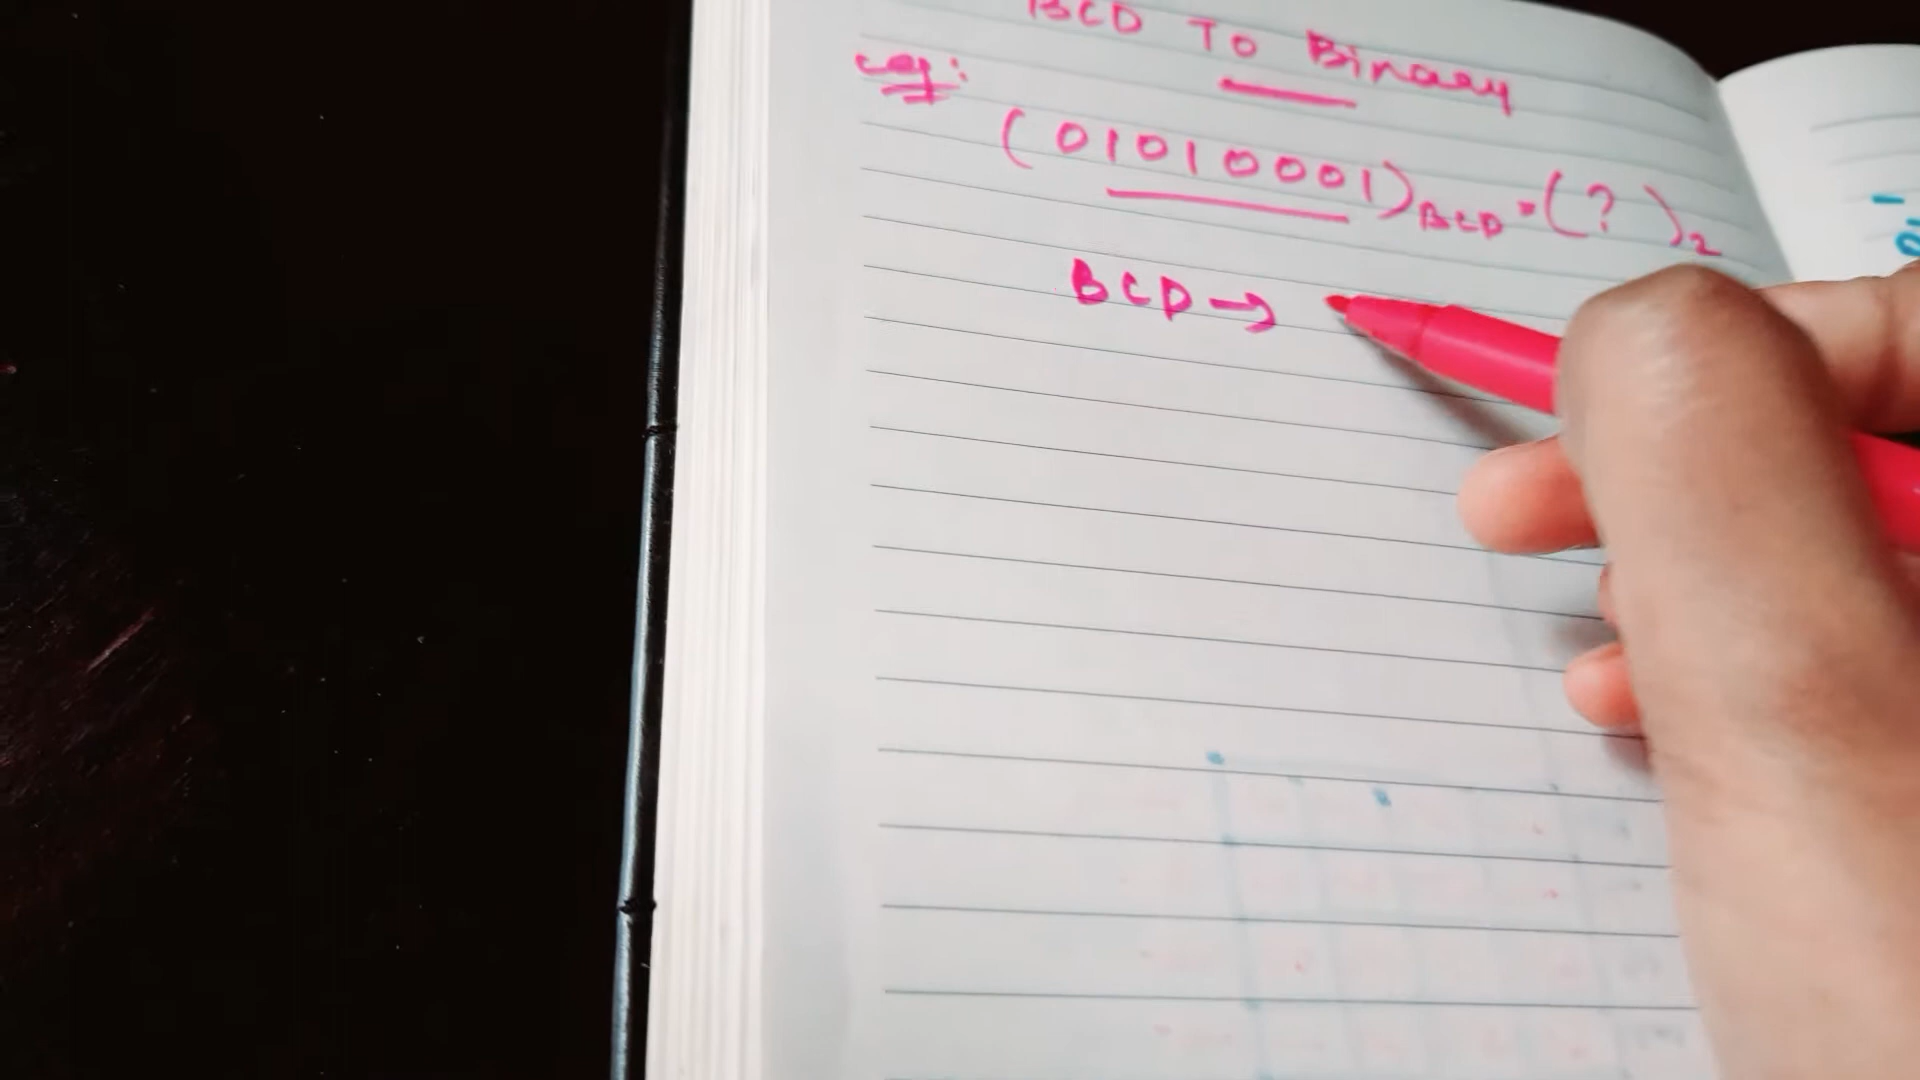 BCD To Binary
eg:
(01010001)BCD = (?)2
BCD →